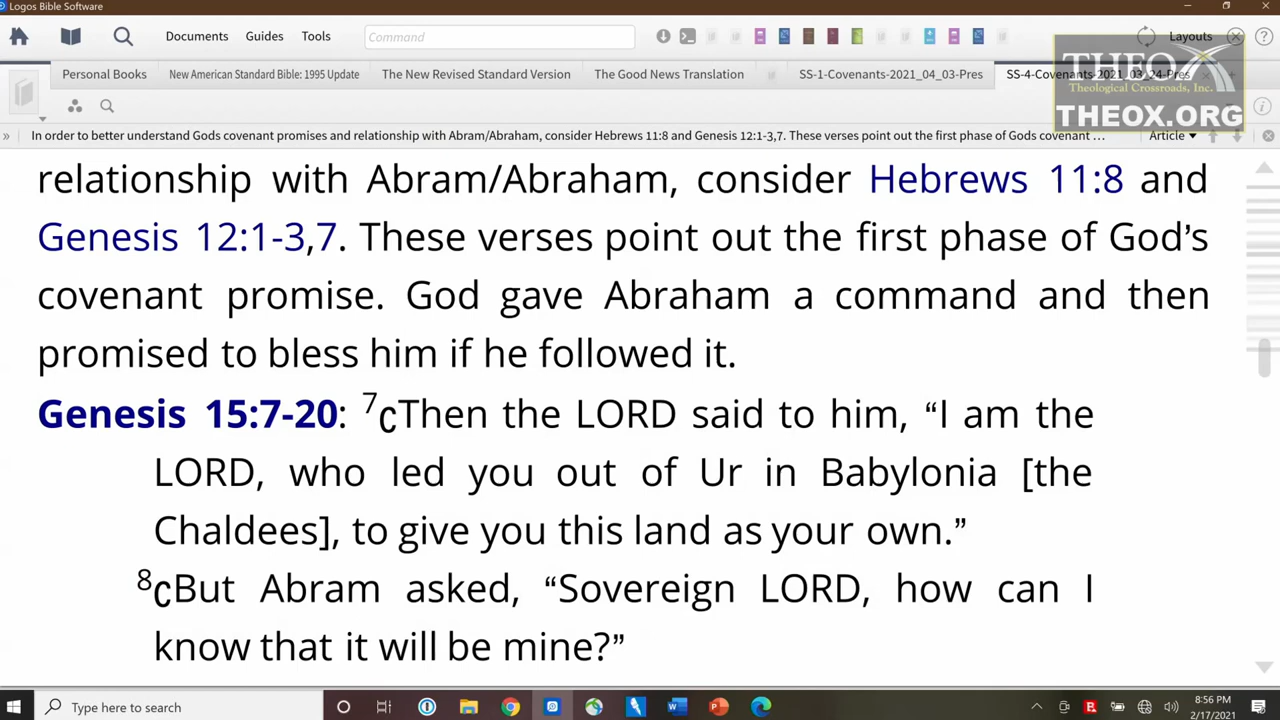 Logos Bible Software
Documents Guides Tools Command Layouts
Personal Books New American Standard Bible: 1995 Update The New Revised Standard Version The Good News Translation SS-1-Covenants-2021_04_03-Pres SS-4-Covenants-2021_03_24-Pres
THEOX
Theological Crossroads, Inc.
THEOX.ORG
» In order to better understand Gods covenant promises and relationship with Abram/Abraham, consider Hebrews 11:8 and Genesis 12:1-3,7. These verses point out the first phase of Gods covenant ... Article
relationship with Abram/Abraham, consider Hebrews 11:8 and
Genesis 12:1-3,7. These verses point out the first phase of God's
covenant promise. God gave Abraham a command and then
promised to bless him if he followed it.
Genesis 15:7-20: ⁷ϚThen the LORD said to him, “I am the
LORD, who led you out of Ur in Babylonia [the
Chaldees], to give you this land as your own.”
⁸ϚBut Abram asked, “Sovereign LORD, how can I
know that it will be mine?”
Type here to search
8:56 PM
2/17/2021